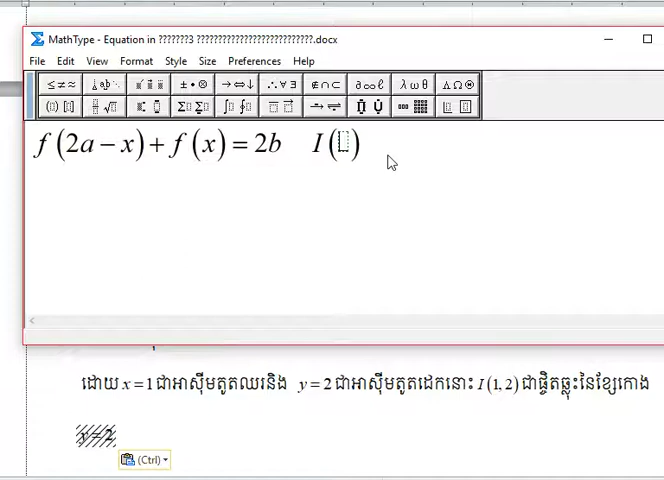 MathType - Equation in ???????3 ??????????????????????????.docx
File Edit View Format Style Size Preferences Help
f(2a − x) + f(x) = 2b I()
ដោយ x = 1 ជាអាស៊ីមតូតឈរនិង y = 2 ជាអាស៊ីមតូតដេកនោះ I(1,2) ជាផ្ចិតឆ្លុះនៃខ្សែកោង
y = 2
(Ctrl)